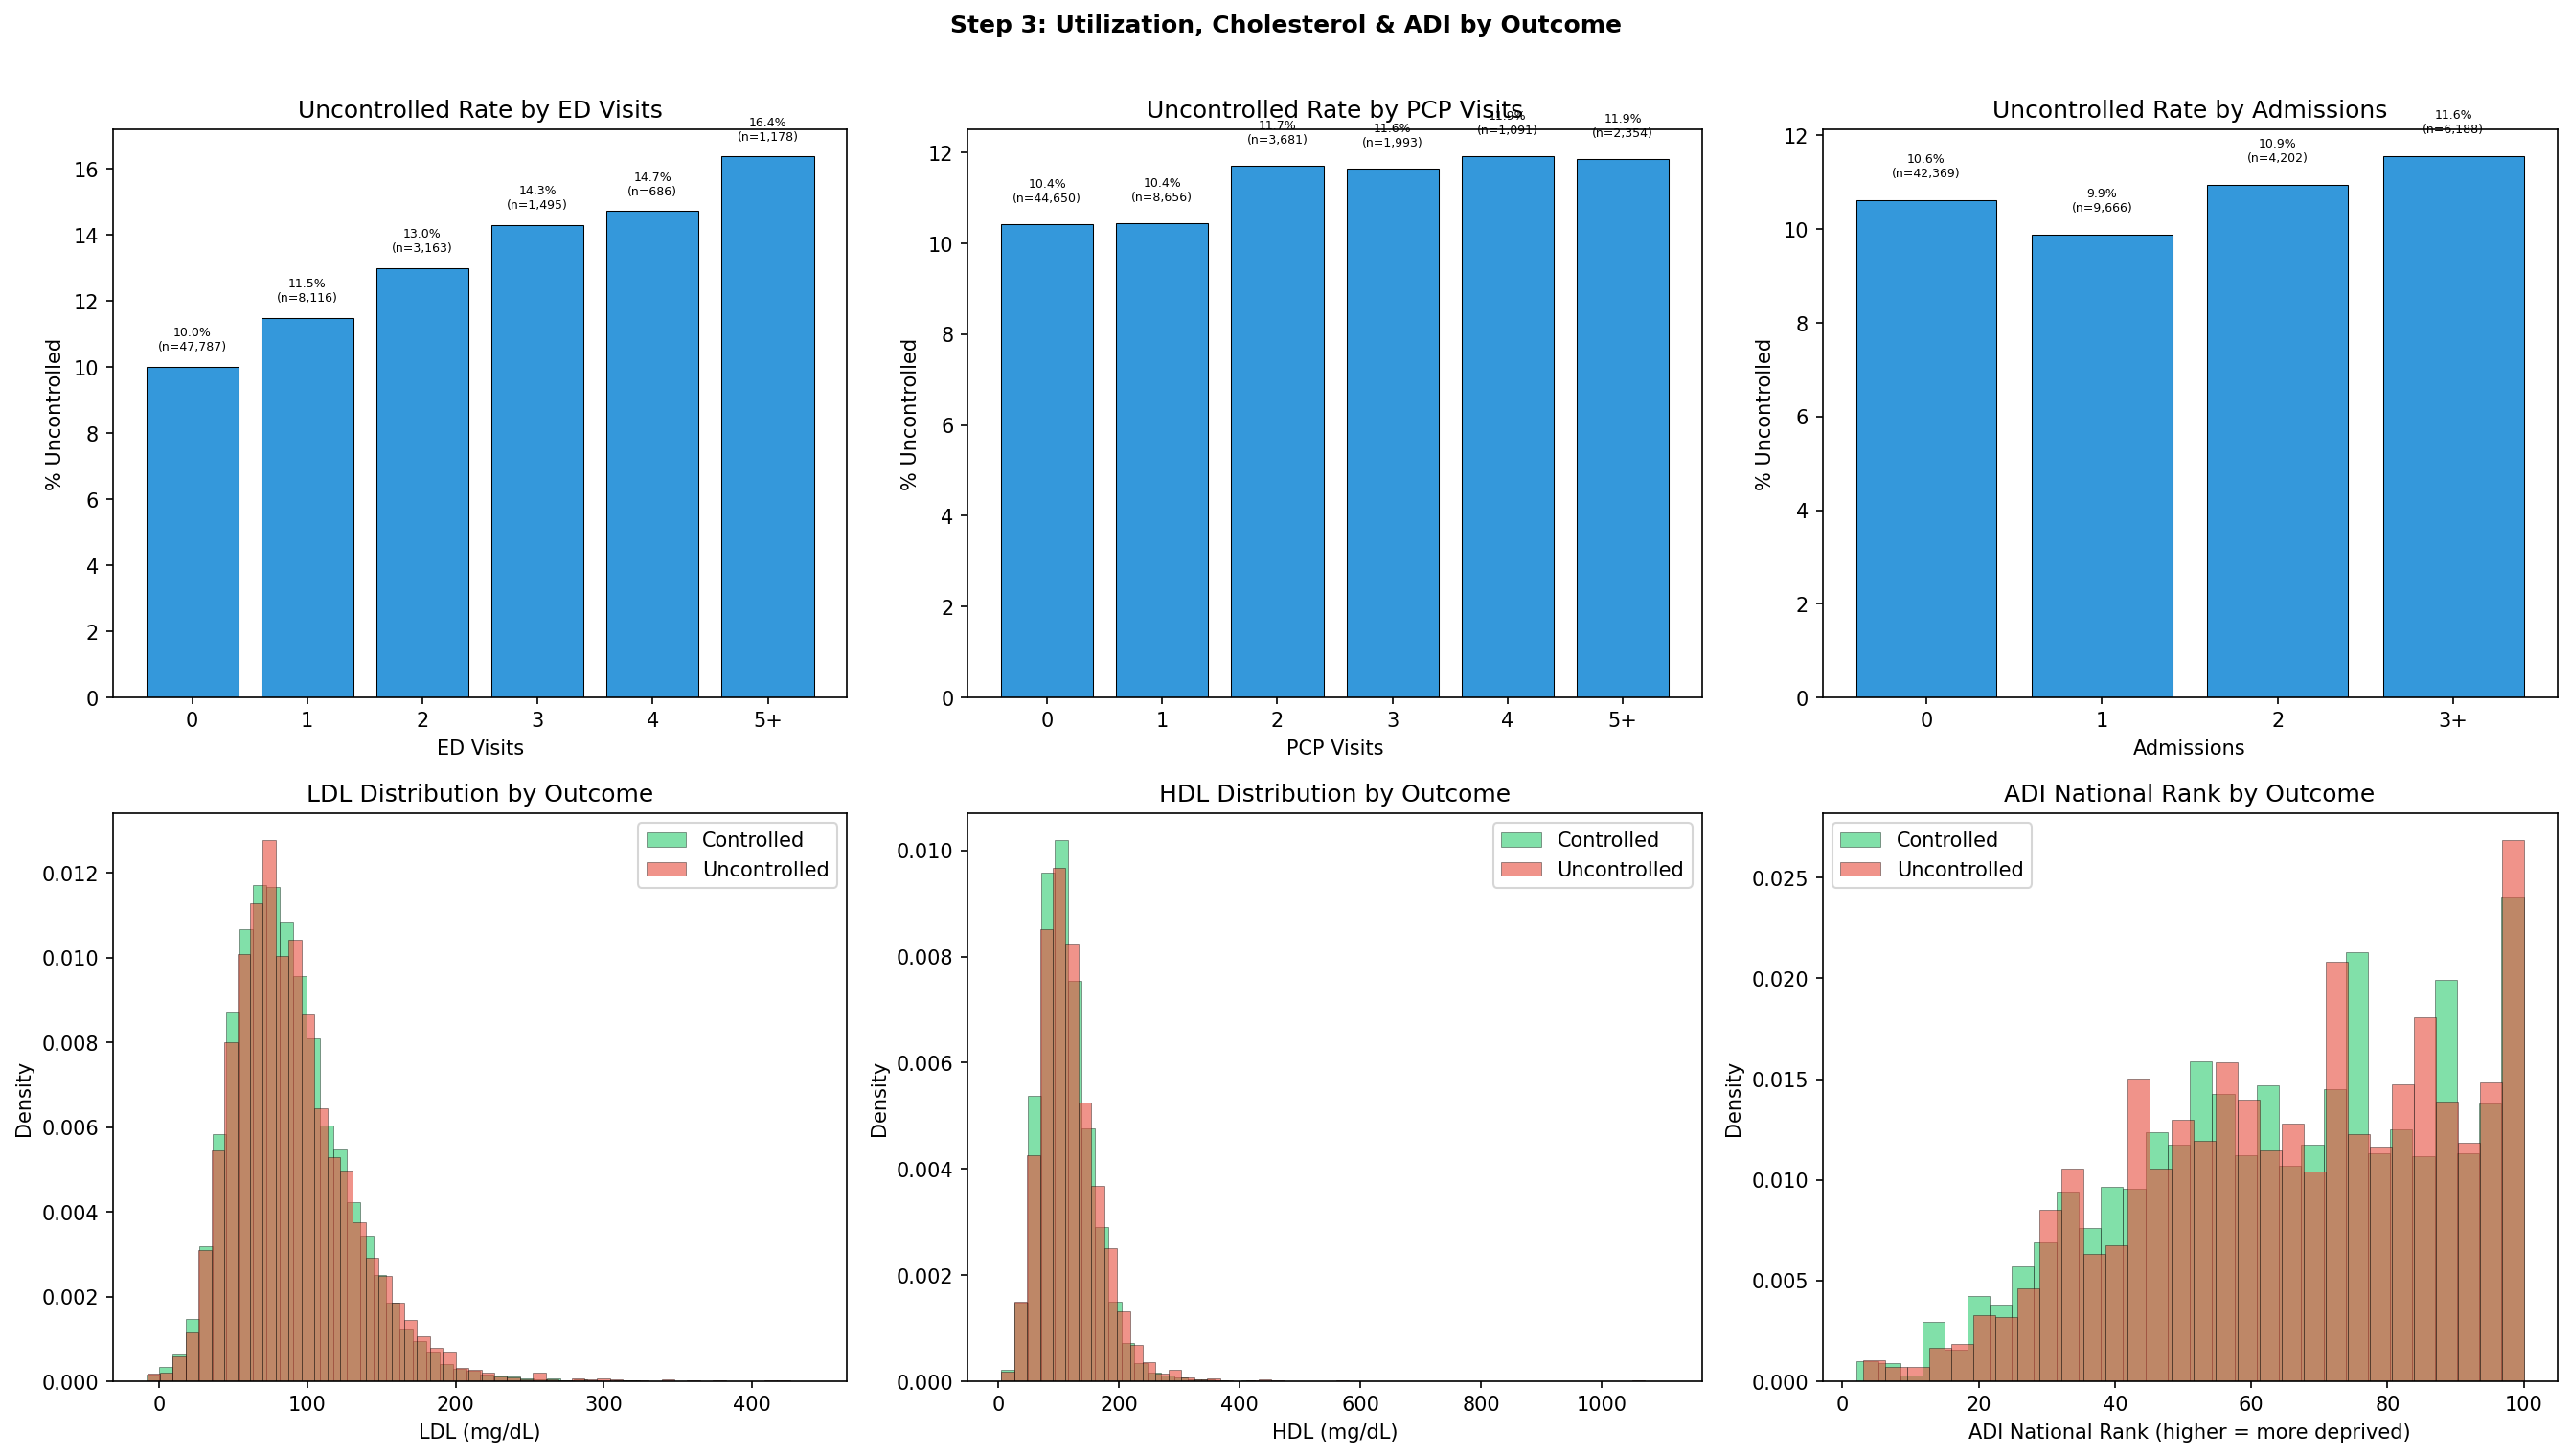 Step 3: Utilization, Cholesterol & ADI by Outcome
Uncontrolled Rate by ED Visits
% Uncontrolled
16
14
12
10
8
6
4
2
0
10.0%
(n=47,787)
11.5%
(n=8,116)
13.0%
(n=3,163)
14.3%
(n=1,495)
14.7%
(n=686)
16.4%
(n=1,178)
0 1 2 3 4 5+
ED Visits
Uncontrolled Rate by PCP Visits
% Uncontrolled
12
10
8
6
4
2
0
10.4%
(n=44,650)
10.4%
(n=8,656)
11.7%
(n=3,681)
11.6%
(n=1,993)
11.9%
(n=1,091)
11.9%
(n=2,354)
0 1 2 3 4 5+
PCP Visits
Uncontrolled Rate by Admissions
% Uncontrolled
12
10
8
6
4
2
0
10.6%
(n=42,369)
9.9%
(n=9,666)
10.9%
(n=4,202)
11.6%
(n=6,188)
0 1 2 3+
Admissions
LDL Distribution by Outcome
Controlled
Uncontrolled
Density
0.012
0.010
0.008
0.006
0.004
0.002
0.000
0 100 200 300 400
LDL (mg/dL)
HDL Distribution by Outcome
Controlled
Uncontrolled
Density
0.010
0.008
0.006
0.004
0.002
0.000
0 200 400 600 800 1000
HDL (mg/dL)
ADI National Rank by Outcome
Controlled
Uncontrolled
Density
0.025
0.020
0.015
0.010
0.005
0.000
0 20 40 60 80 100
ADI National Rank (higher = more deprived)